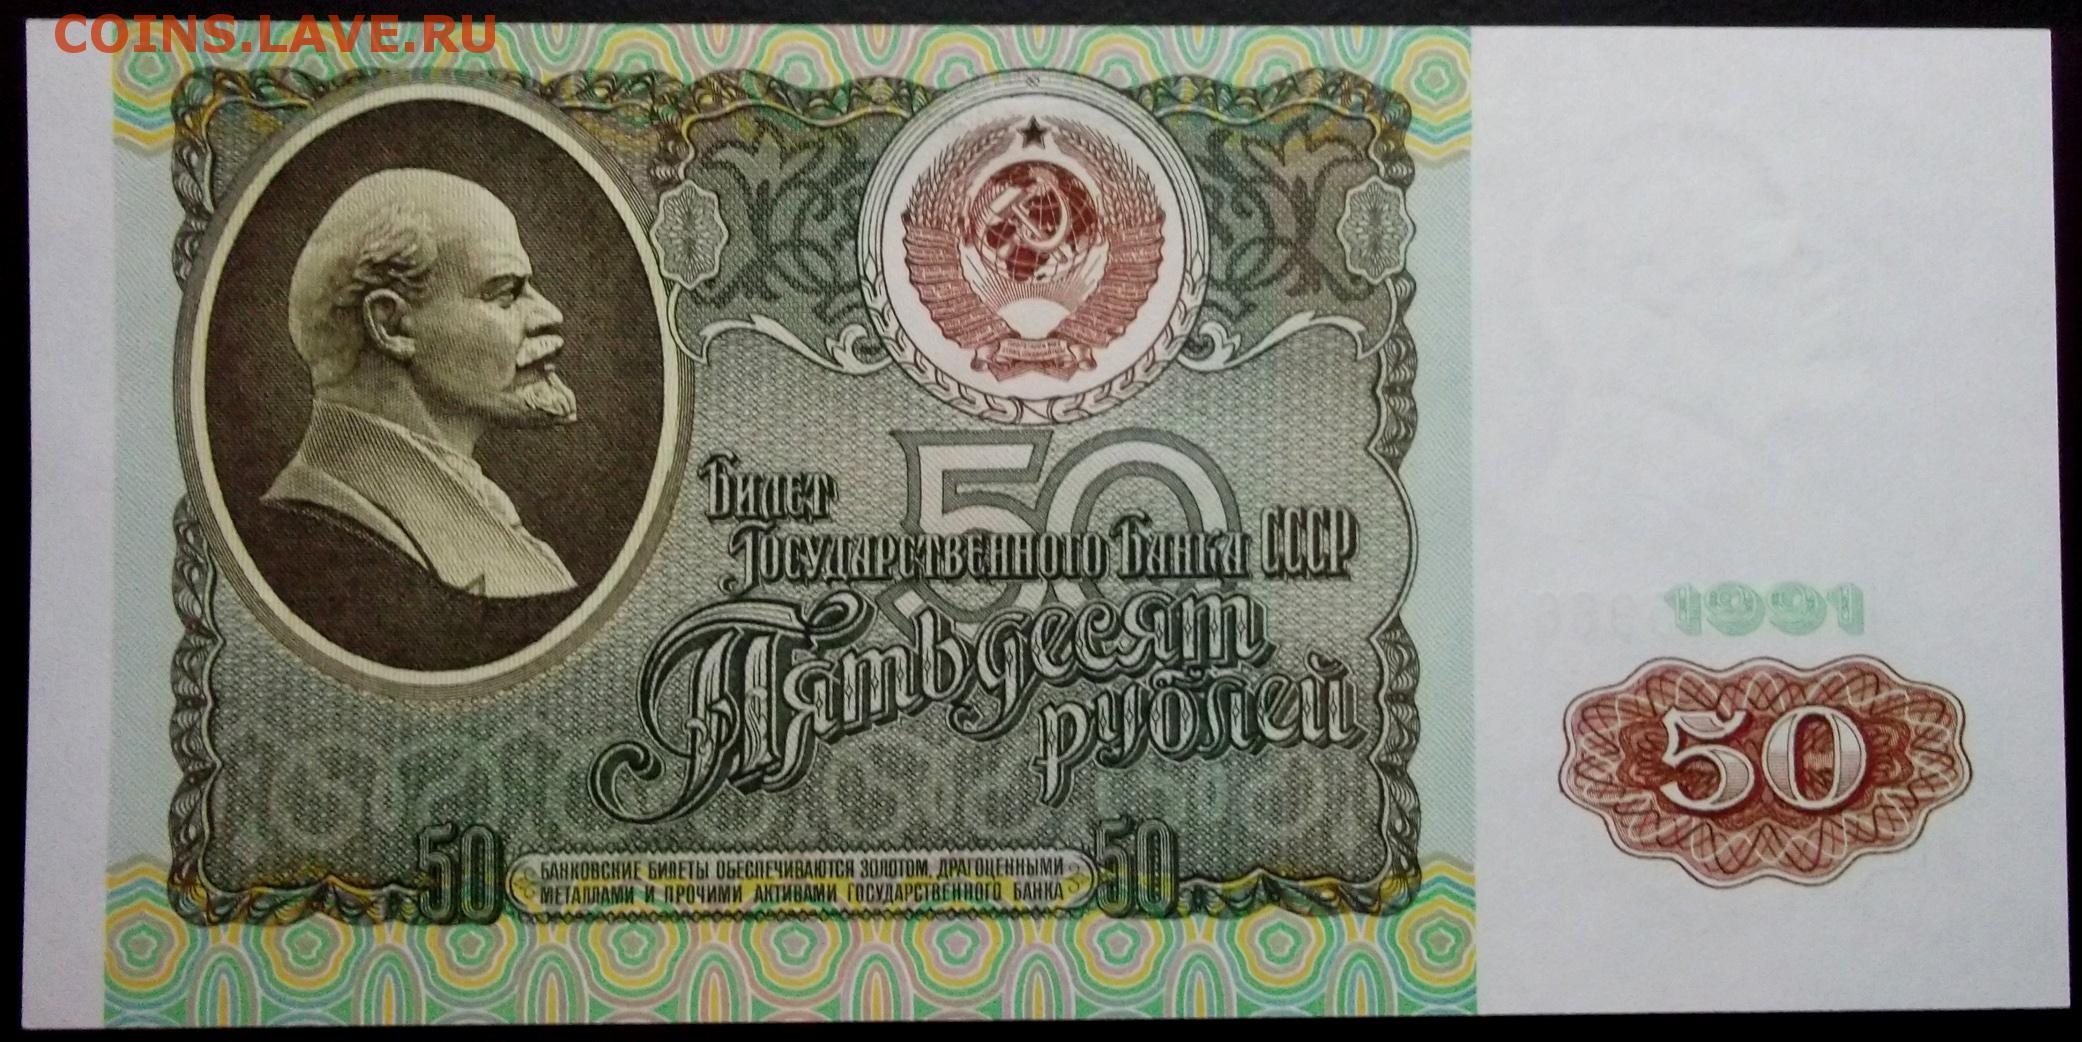 COINS.LAVE.RU
50
Билет
Государственного Банка СССР
Пятьдесят
рублей
1991
50
50
БАНКОВСКИЕ БИЛЕТЫ ОБЕСПЕЧИВАЮТСЯ ЗОЛОТОМ, ДРАГОЦЕННЫМИ
МЕТАЛЛАМИ И ПРОЧИМИ АКТИВАМИ ГОСУДАРСТВЕННОГО БАНКА
50